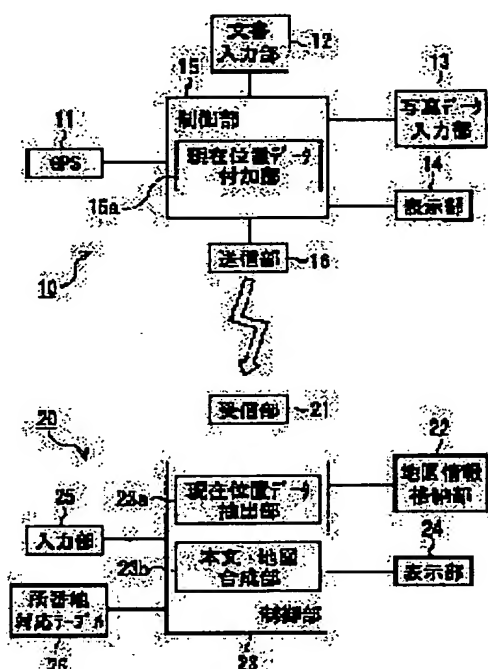 文書
入力部
12
15
制御部
13
写真データ
入力部
11
GPS
現在位置データ
付加部
14
表示部
15a
送信部
16
10
受信部
21
20
22
地図情報
格納部
23a
現在位置データ
抽出部
25
入力部
23b
本文・地図
合成部
24
表示部
所番地
対応テーブル
制御部
26
23